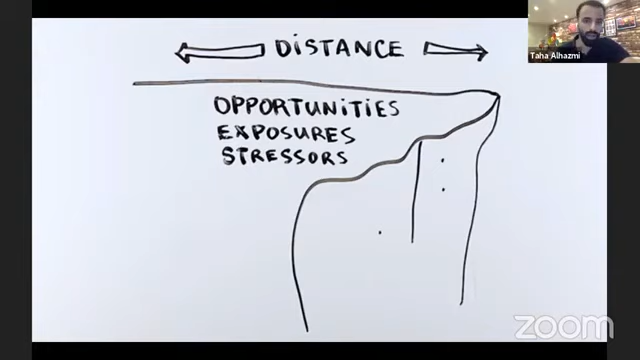 DISTANCE
OPPORTUNITIES
EXPOSURES
STRESSORS
Taha Alhazmi
zoom